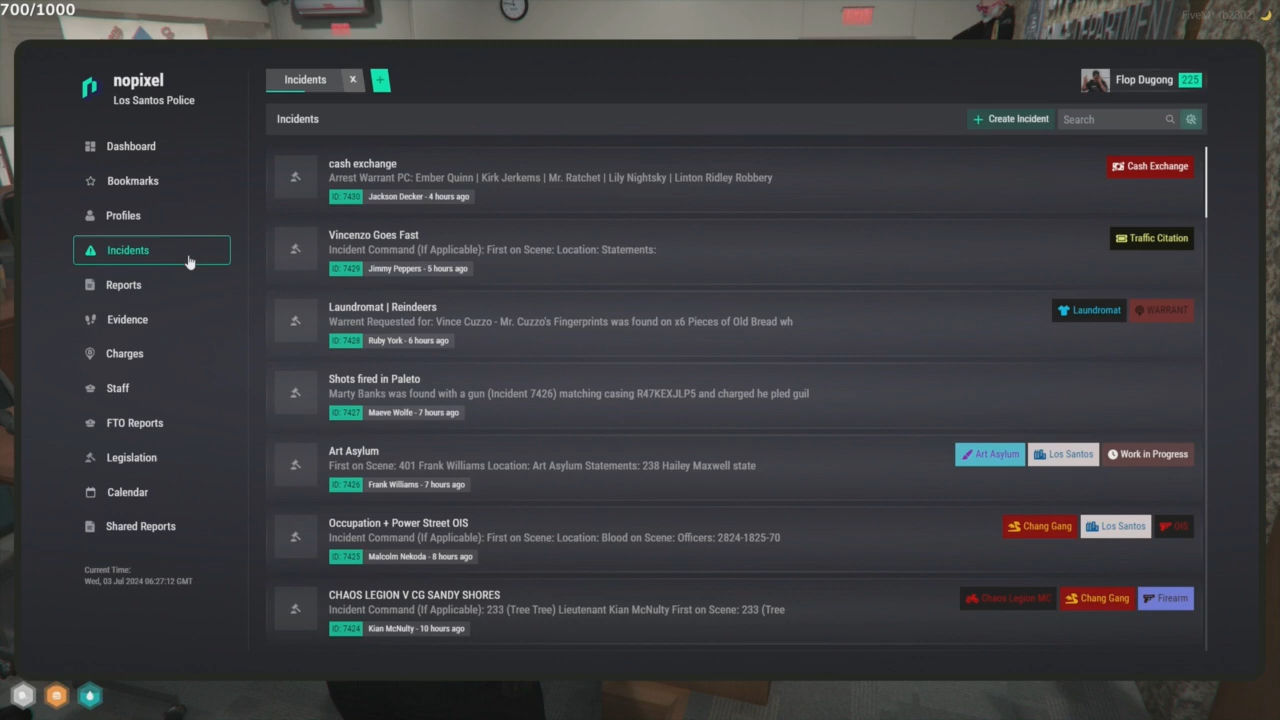 700/1000
DEPARTMENT
nopixel
Los Santos Police
Incidents
X
+
Flop Dugong 225
Incidents
+ Create Incident
Search
Dashboard
Bookmarks
Profiles
Incidents
Reports
Evidence
Charges
Staff
FTO Reports
Legislation
Calendar
Shared Reports
Current Time:
Wed, 03 Jul 2024 06:27:12 GMT
cash exchange
Cash Exchange
Arrest Warrant PC: Ember Quinn | Kirk Jerkems | Mr. Ratchet | Lily Nightsky | Linton Ridley Robbery
ID: 7430 Jackson Decker - 4 hours ago
Vincenzo Goes Fast
Traffic Citation
Incident Command (If Applicable): First on Scene: Location: Statements:
ID: 7429 Jimmy Peppers - 5 hours ago
Laundromat | Reindeers
Laundromat WARRANT
Warrent Requested for: Vince Cuzzo - Mr. Cuzzo's Fingerprints was found on x6 Pieces of Old Bread wh
ID: 7428 Ruby York - 6 hours ago
Shots fired in Paleto
Marty Banks was found with a gun (Incident 7426) matching casing R47KEXJLP5 and charged he pled guil
ID: 7427 Maeve Wolfe - 7 hours ago
Art Asylum
Art Asylum Los Santos Work in Progress
First on Scene: 401 Frank Williams Location: Art Asylum Statements: 238 Hailey Maxwell state
ID: 7426 Frank Williams - 7 hours ago
Occupation + Power Street OIS
Chang Gang Los Santos OIS
Incident Command (If Applicable): First on Scene: Location: Blood on Scene: Officers: 2824-1825-70
ID: 7425 Malcolm Nekoda - 8 hours ago
CHAOS LEGION V CG SANDY SHORES
Chaos Legion MC Chang Gang Firearm
Incident Command (If Applicable): 233 (Tree Tree) Lieutenant Kian McNulty First on Scene: 233 (Tree
ID: 7424 Kian McNulty - 10 hours ago